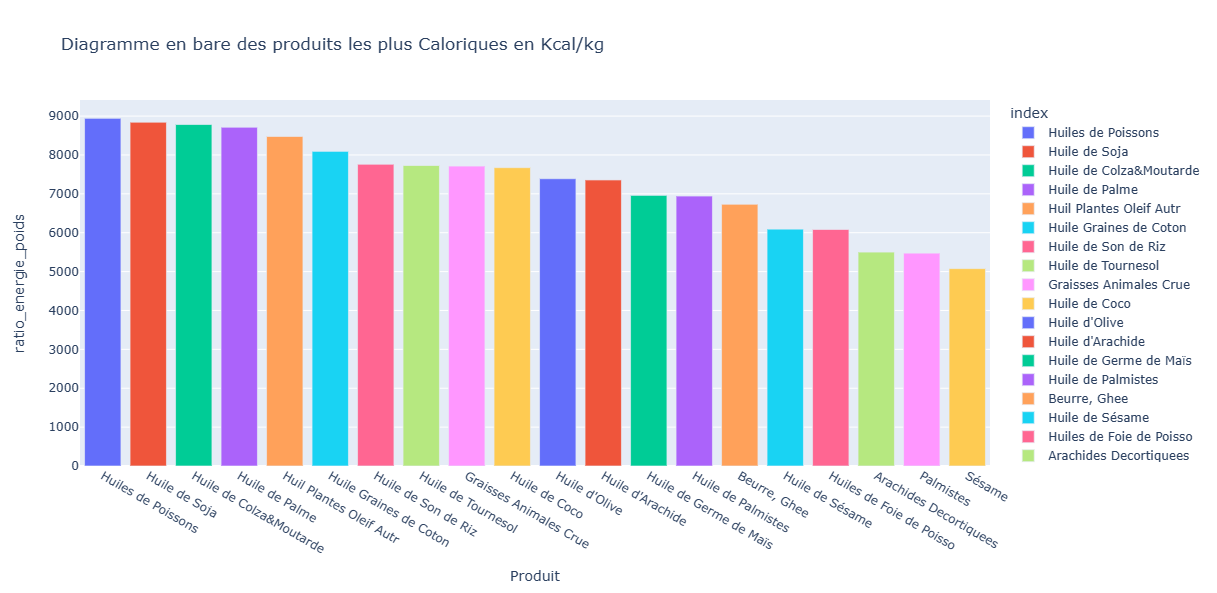 Diagramme en bare des produits les plus Caloriques en Kcal/kg
ratio_energie_poids
9000
8000
7000
6000
5000
4000
3000
2000
1000
0
Huiles de Poissons
Huile de Soja
Huile de Colza&Moutarde
Huile de Palme
Huil Plantes Oleif Autr
Huile Graines de Coton
Huile de Son de Riz
Huile de Tournesol
Graisses Animales Crue
Huile de Coco
Huile d'Olive
Huile d'Arachide
Huile de Germe de Maïs
Huile de Palmistes
Beurre, Ghee
Huile de Sésame
Huiles de Foie de Poisso
Arachides Decortiquees
Palmistes
Sésame
Produit
index
Huiles de Poissons
Huile de Soja
Huile de Colza&Moutarde
Huile de Palme
Huil Plantes Oleif Autr
Huile Graines de Coton
Huile de Son de Riz
Huile de Tournesol
Graisses Animales Crue
Huile de Coco
Huile d'Olive
Huile d'Arachide
Huile de Germe de Maïs
Huile de Palmistes
Beurre, Ghee
Huile de Sésame
Huiles de Foie de Poisso
Arachides Decortiquees